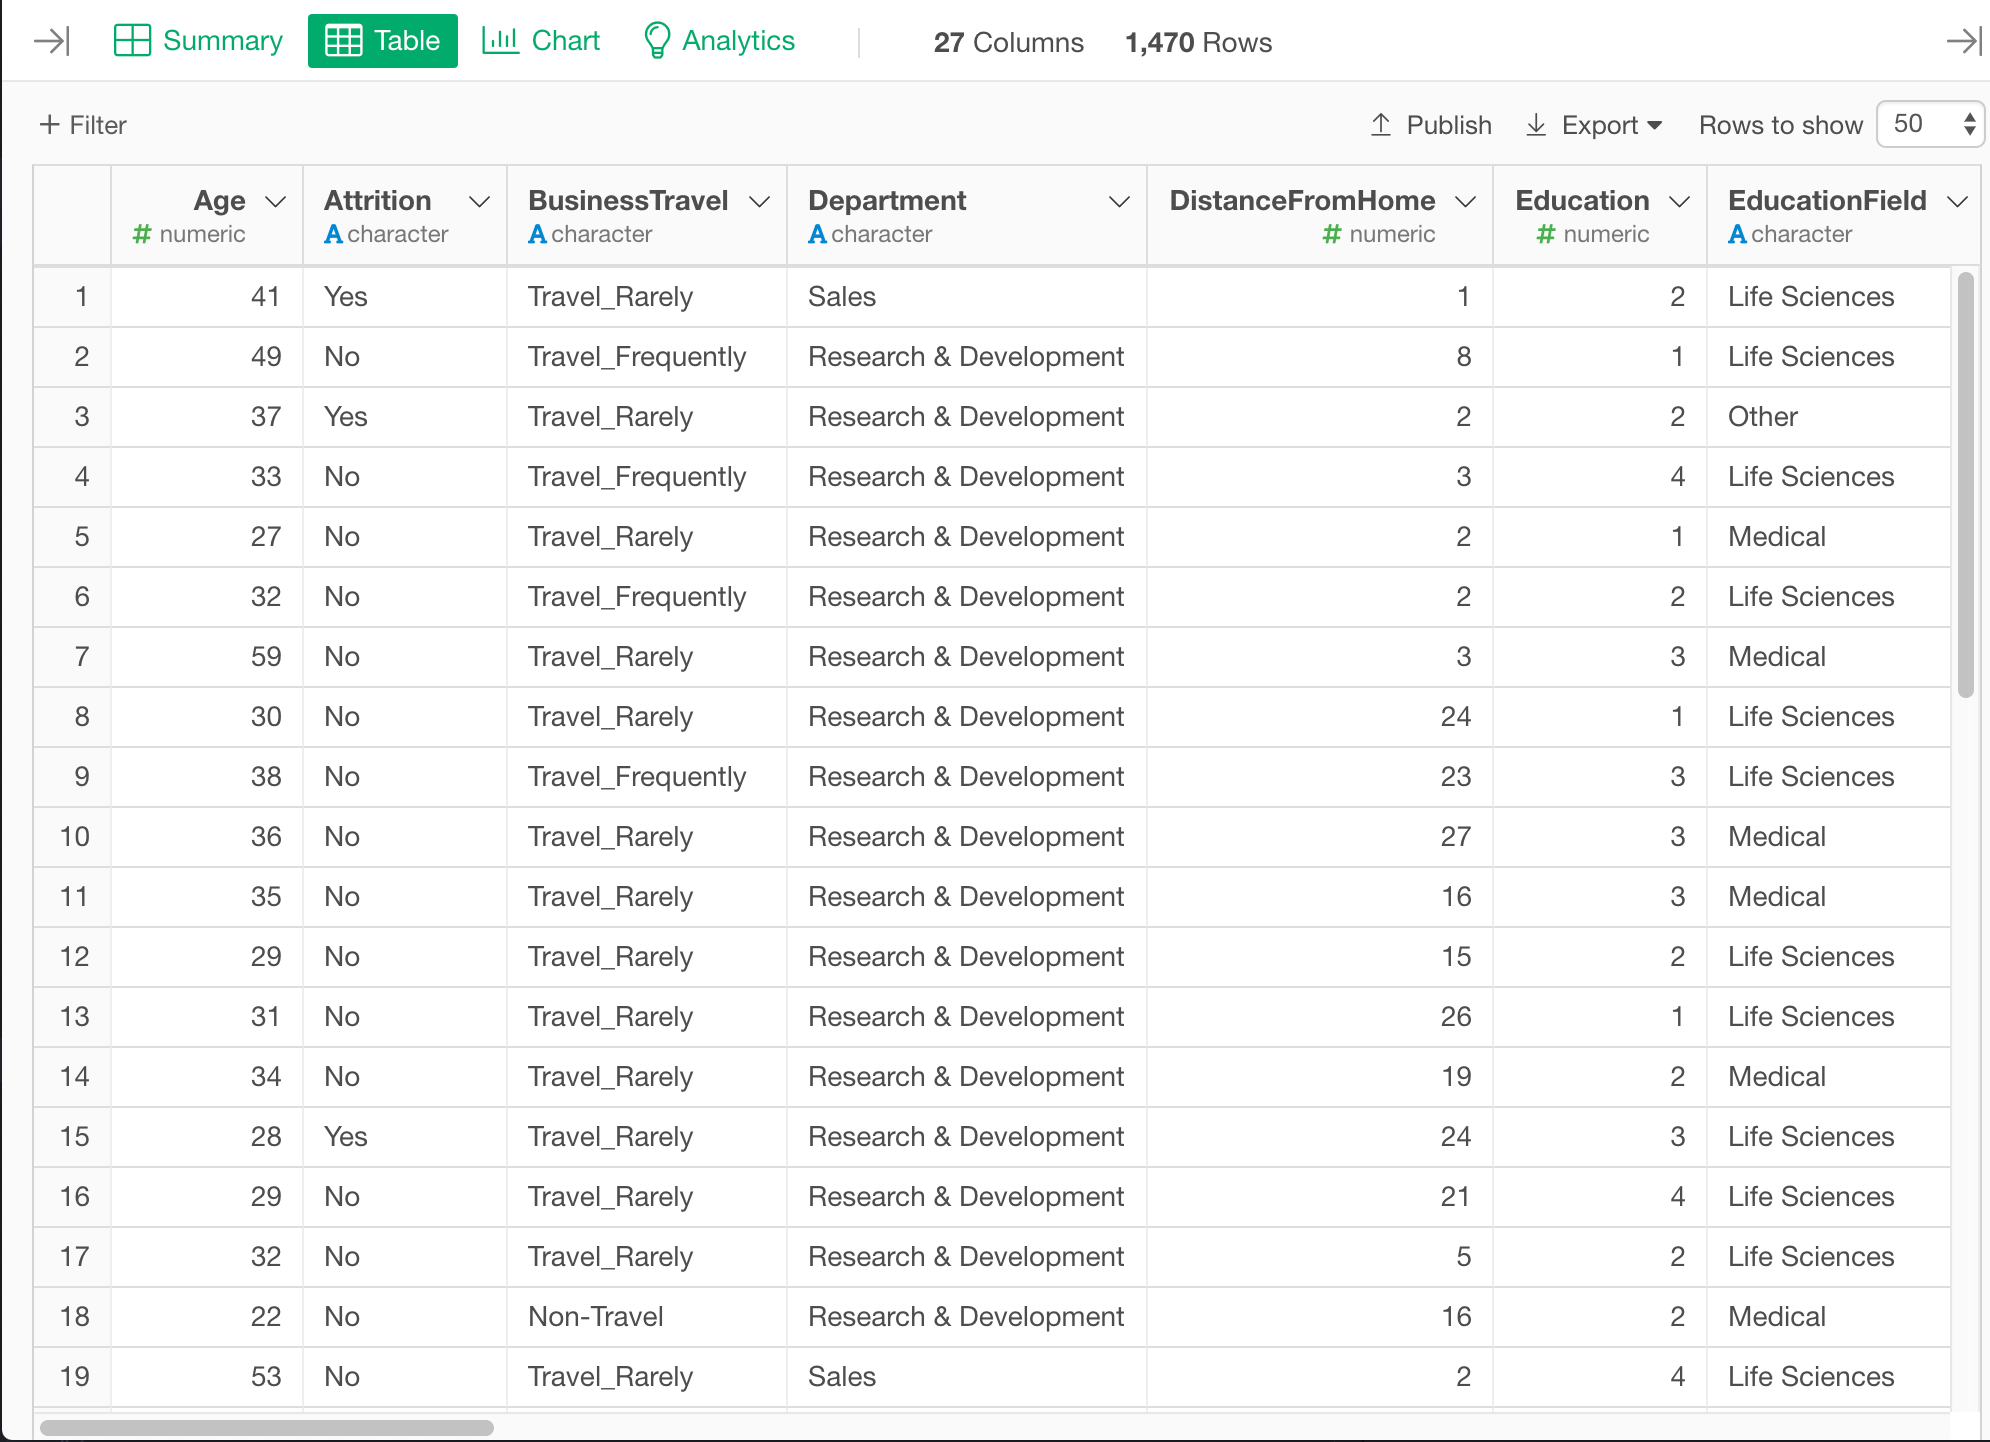 Summary Table Chart Analytics 27 Columns 1,470 Rows
+ Filter Publish Export Rows to show 50
Age Attrition BusinessTravel Department DistanceFromHome Education EducationField
# numeric A character A character A character # numeric # numeric A character
1 41 Yes Travel_Rarely Sales 1 2 Life Sciences
2 49 No Travel_Frequently Research & Development 8 1 Life Sciences
3 37 Yes Travel_Rarely Research & Development 2 2 Other
4 33 No Travel_Frequently Research & Development 3 4 Life Sciences
5 27 No Travel_Rarely Research & Development 2 1 Medical
6 32 No Travel_Frequently Research & Development 2 2 Life Sciences
7 59 No Travel_Rarely Research & Development 3 3 Medical
8 30 No Travel_Rarely Research & Development 24 1 Life Sciences
9 38 No Travel_Frequently Research & Development 23 3 Life Sciences
10 36 No Travel_Rarely Research & Development 27 3 Medical
11 35 No Travel_Rarely Research & Development 16 3 Medical
12 29 No Travel_Rarely Research & Development 15 2 Life Sciences
13 31 No Travel_Rarely Research & Development 26 1 Life Sciences
14 34 No Travel_Rarely Research & Development 19 2 Medical
15 28 Yes Travel_Rarely Research & Development 24 3 Life Sciences
16 29 No Travel_Rarely Research & Development 21 4 Life Sciences
17 32 No Travel_Rarely Research & Development 5 2 Life Sciences
18 22 No Non-Travel Research & Development 16 2 Medical
19 53 No Travel_Rarely Sales 2 4 Life Sciences